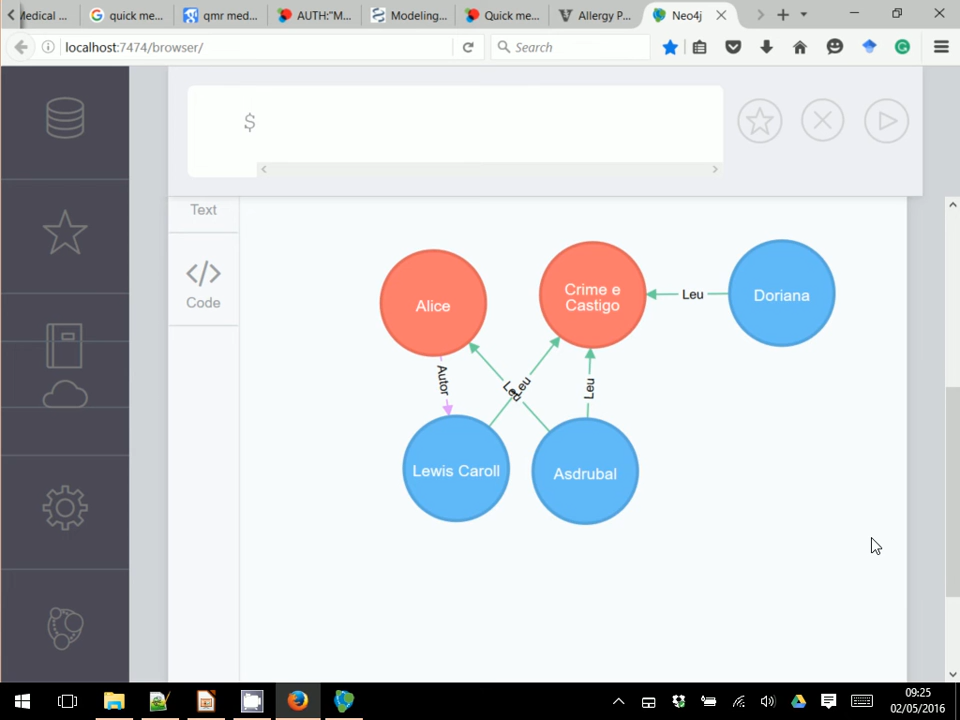 Medical ...
quick me...
qmr med...
AUTH:"M...
Modeling...
Quick me...
Allergy P...
Neo4j
localhost:7474/browser/
Search
$
Text
Code
Alice
Crime e
Castigo
Leu
Doriana
Autor
Leu
Leu
Leu
Lewis Caroll
Asdrubal
09:25
02/05/2016